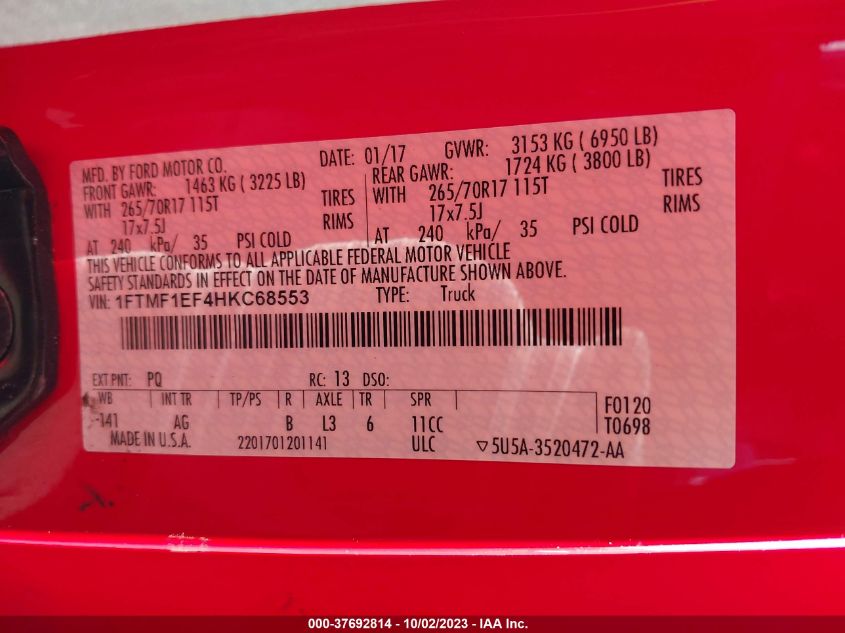 MFD. BY FORD MOTOR CO. DATE: 01/17 GVWR: 3153 KG ( 6950 LB)
FRONT GAWR: 1463 KG ( 3225 LB) REAR GAWR: 1724 KG ( 3800 LB)
WITH 265/70R17 115T TIRES WITH 265/70R17 115T TIRES
17x7.5J RIMS 17x7.5J RIMS
AT 240 kPa/ 35 PSI COLD AT 240 kPa/ 35 PSI COLD
THIS VEHICLE CONFORMS TO ALL APPLICABLE FEDERAL MOTOR VEHICLE
SAFETY STANDARDS IN EFFECT ON THE DATE OF MANUFACTURE SHOWN ABOVE.
VIN: 1FTMF1EF4HKC68553 TYPE: Truck
EXT PNT: PQ RC: 13 DSO:
WB INT TR TP/PS R AXLE TR SPR F0120
-141 AG B L3 6 11CC T0698
MADE IN U.S.A. 2201701201141 ULC ▽5U5A-3520472-AA
000-37692814 - 10/02/2023 - IAA Inc.